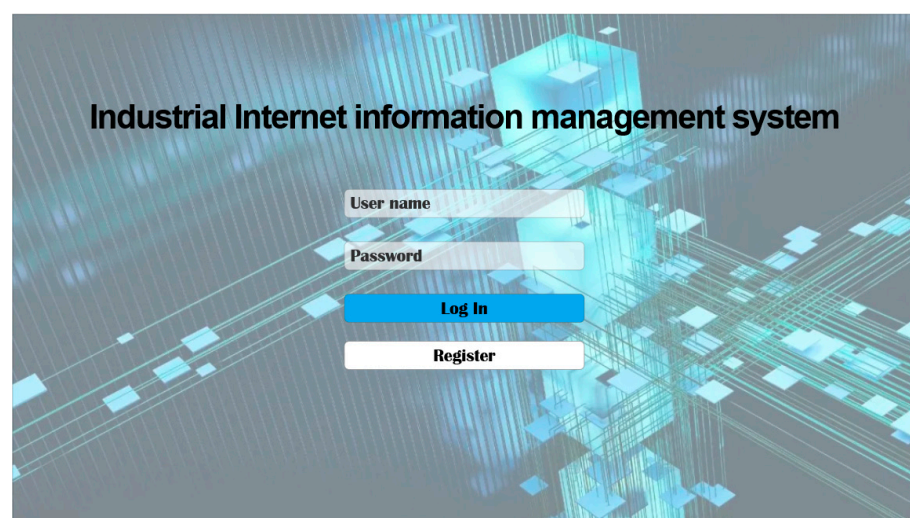 Industrial Internet information management system
User name
Password
Log In
Register